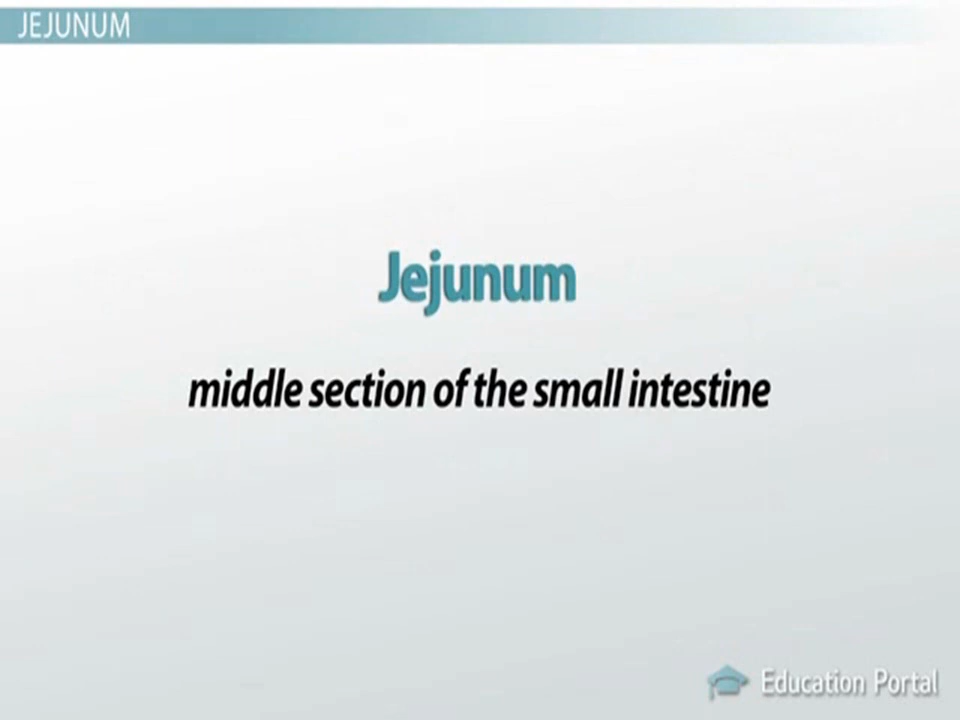 JEJUNUM
Jejunum
middle section of the small intestine
Education Portal